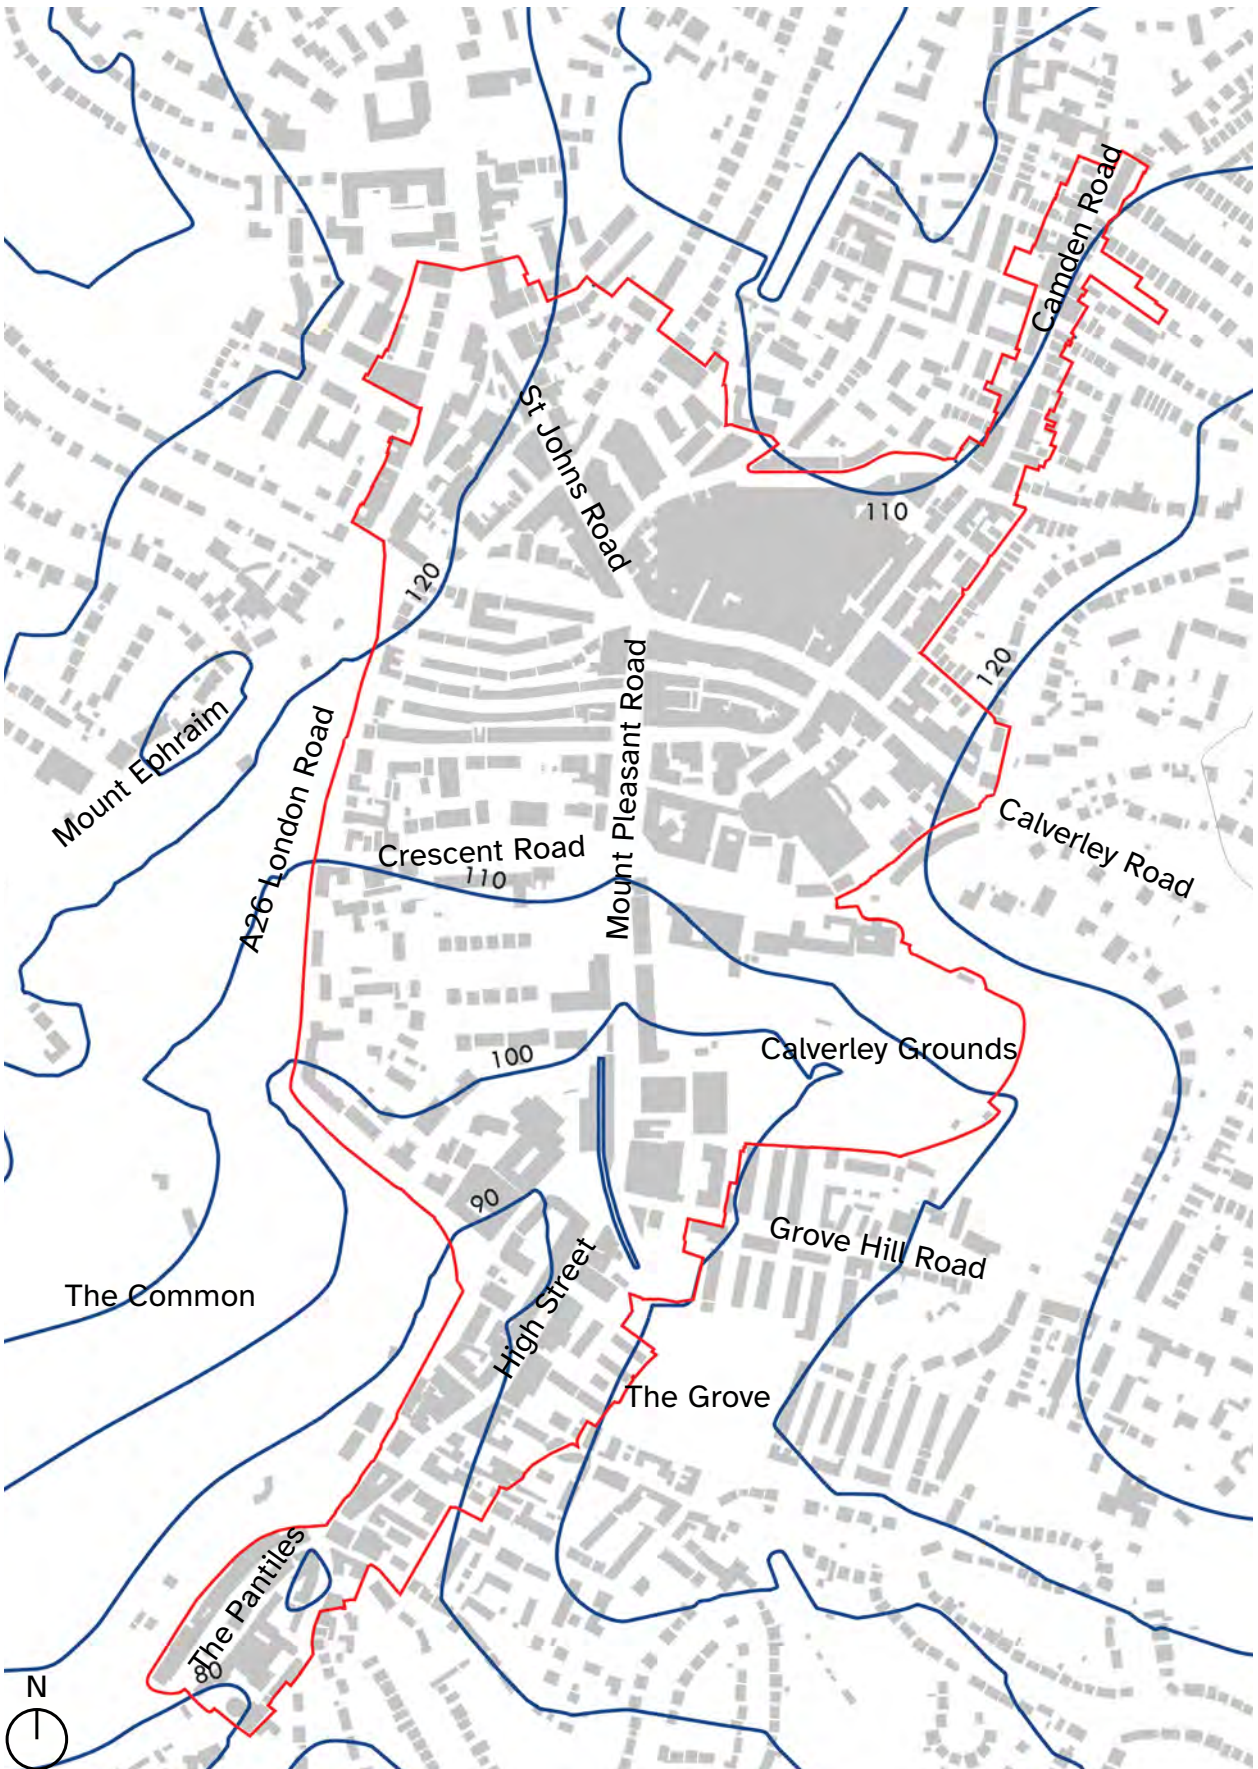 Camden Road
St Johns Road
110
120
120
Mount Pleasant Road
Mount Ephraim
A26 London Road
Calverley Road
Crescent Road
110
Calverley Grounds
100
90
Grove Hill Road
The Common
High Street
The Grove
The Pantiles
80
N